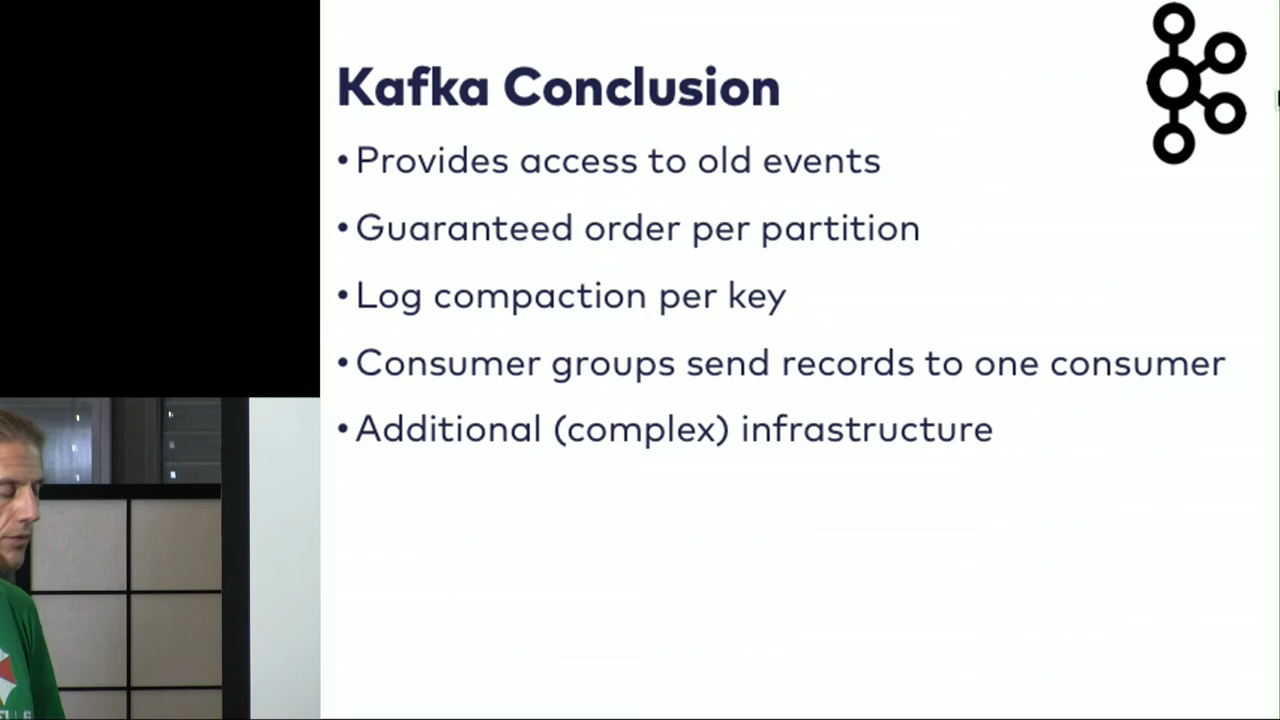 Kafka Conclusion
• Provides access to old events
• Guaranteed order per partition
• Log compaction per key
• Consumer groups send records to one consumer
• Additional (complex) infrastructure